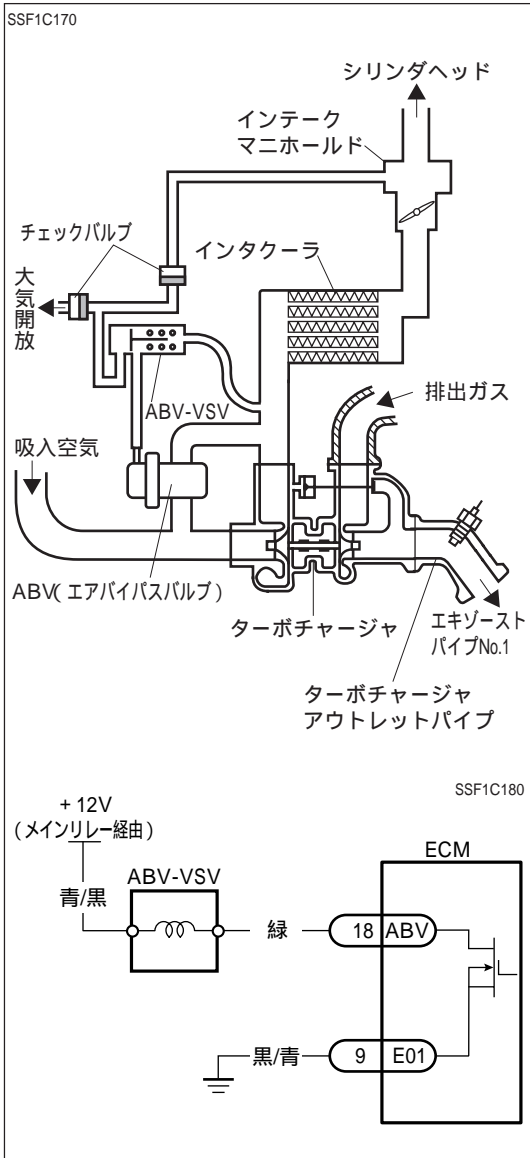 SSF1C170
シリンダヘッド
インテーク
マニホールド
チェックバルブ
インタクーラ
大気開放
ABV-VSV
排出ガス
吸入空気
ABV(エアバイパスバルブ)
ターボチャージャ
エキゾースト
パイプNo.1
ターボチャージャ
アウトレットパイプ
SSF1C180
+12V
(メインリレー経由)
ECM
ABV-VSV
青/黒
緑
18 ABV
黒/青
9 E01